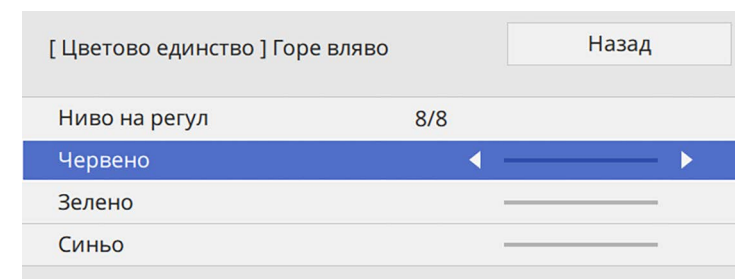 [ Цветово единство ] Горе вляво
Назад
Ниво на регул 8/8
Червено
Зелено
Синьо